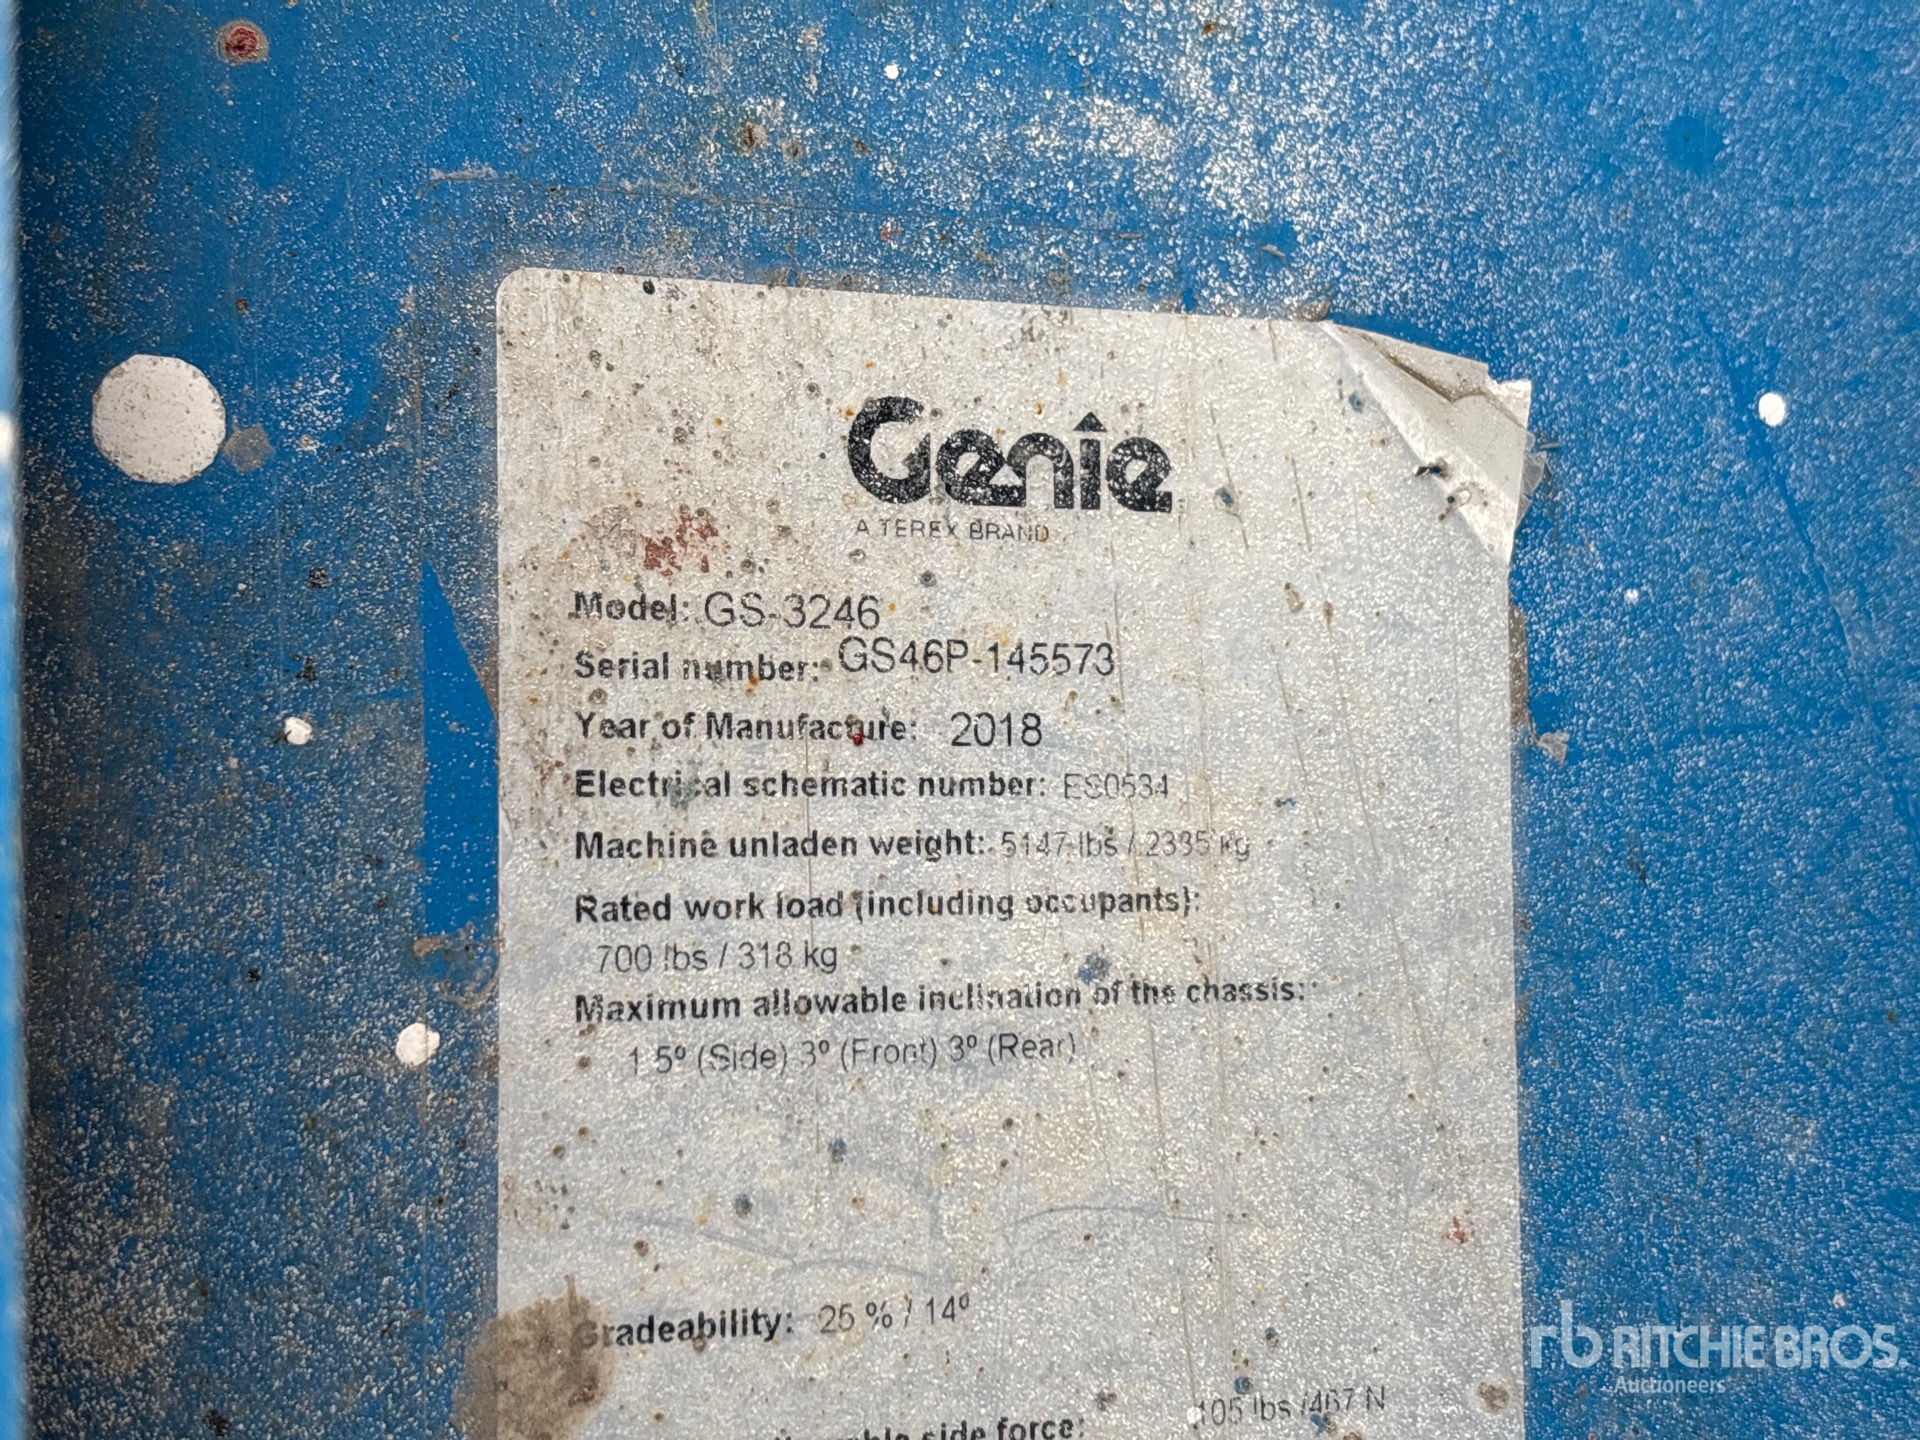 Genie
A TEREX BRAND
Model: GS-3246
Serial number: GS46P-145573
Year of Manufacture: 2018
Electrical schematic number: ES0534
Machine unladen weight: 5147 lbs / 2335 kg
Rated work load (including occupants):
700 lbs / 318 kg
Maximum allowable inclination of the chassis:
1.5º (Side) 3º (Front) 3º (Rear)
Gradeability: 25 % / 14º
side force: 105 lbs /467 N
rb RITCHIE BROS.
Auctioneers